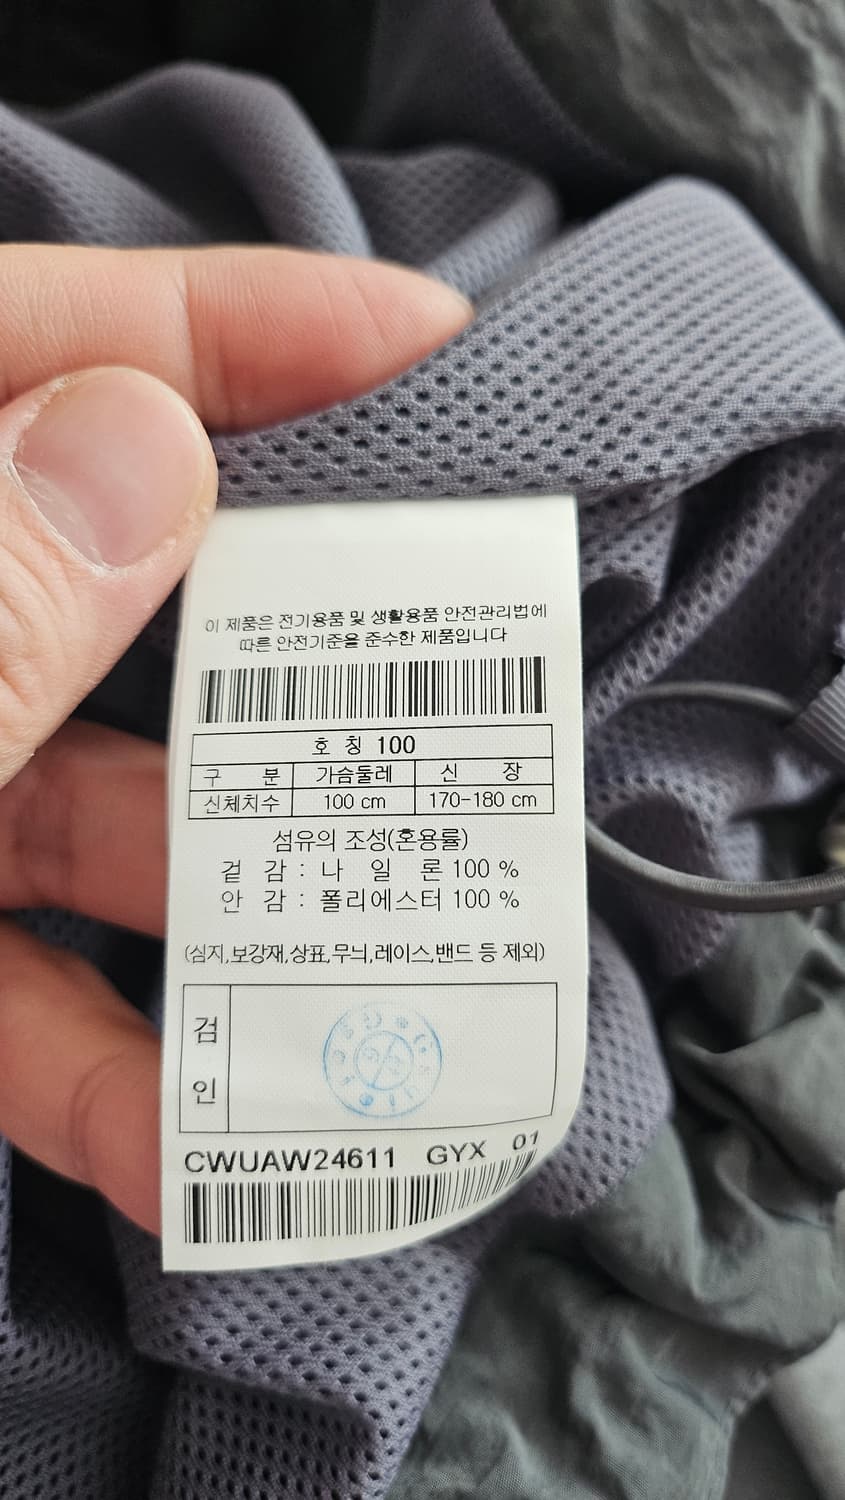 이 제품은 전기용품 및 생활용품 안전관리법에
따른 안전기준을 준수한 제품입니다
호 칭 100
구 분 가슴둘레 신 장
신체치수 100 cm 170-180 cm
섬유의 조성(혼용률)
겉 감 : 나 일 론 100 %
안 감 : 폴리에스터 100 %
(심지,보강재,상표,무늬,레이스,밴드 등 제외)
검
인
CWUAW24611 GYX 01